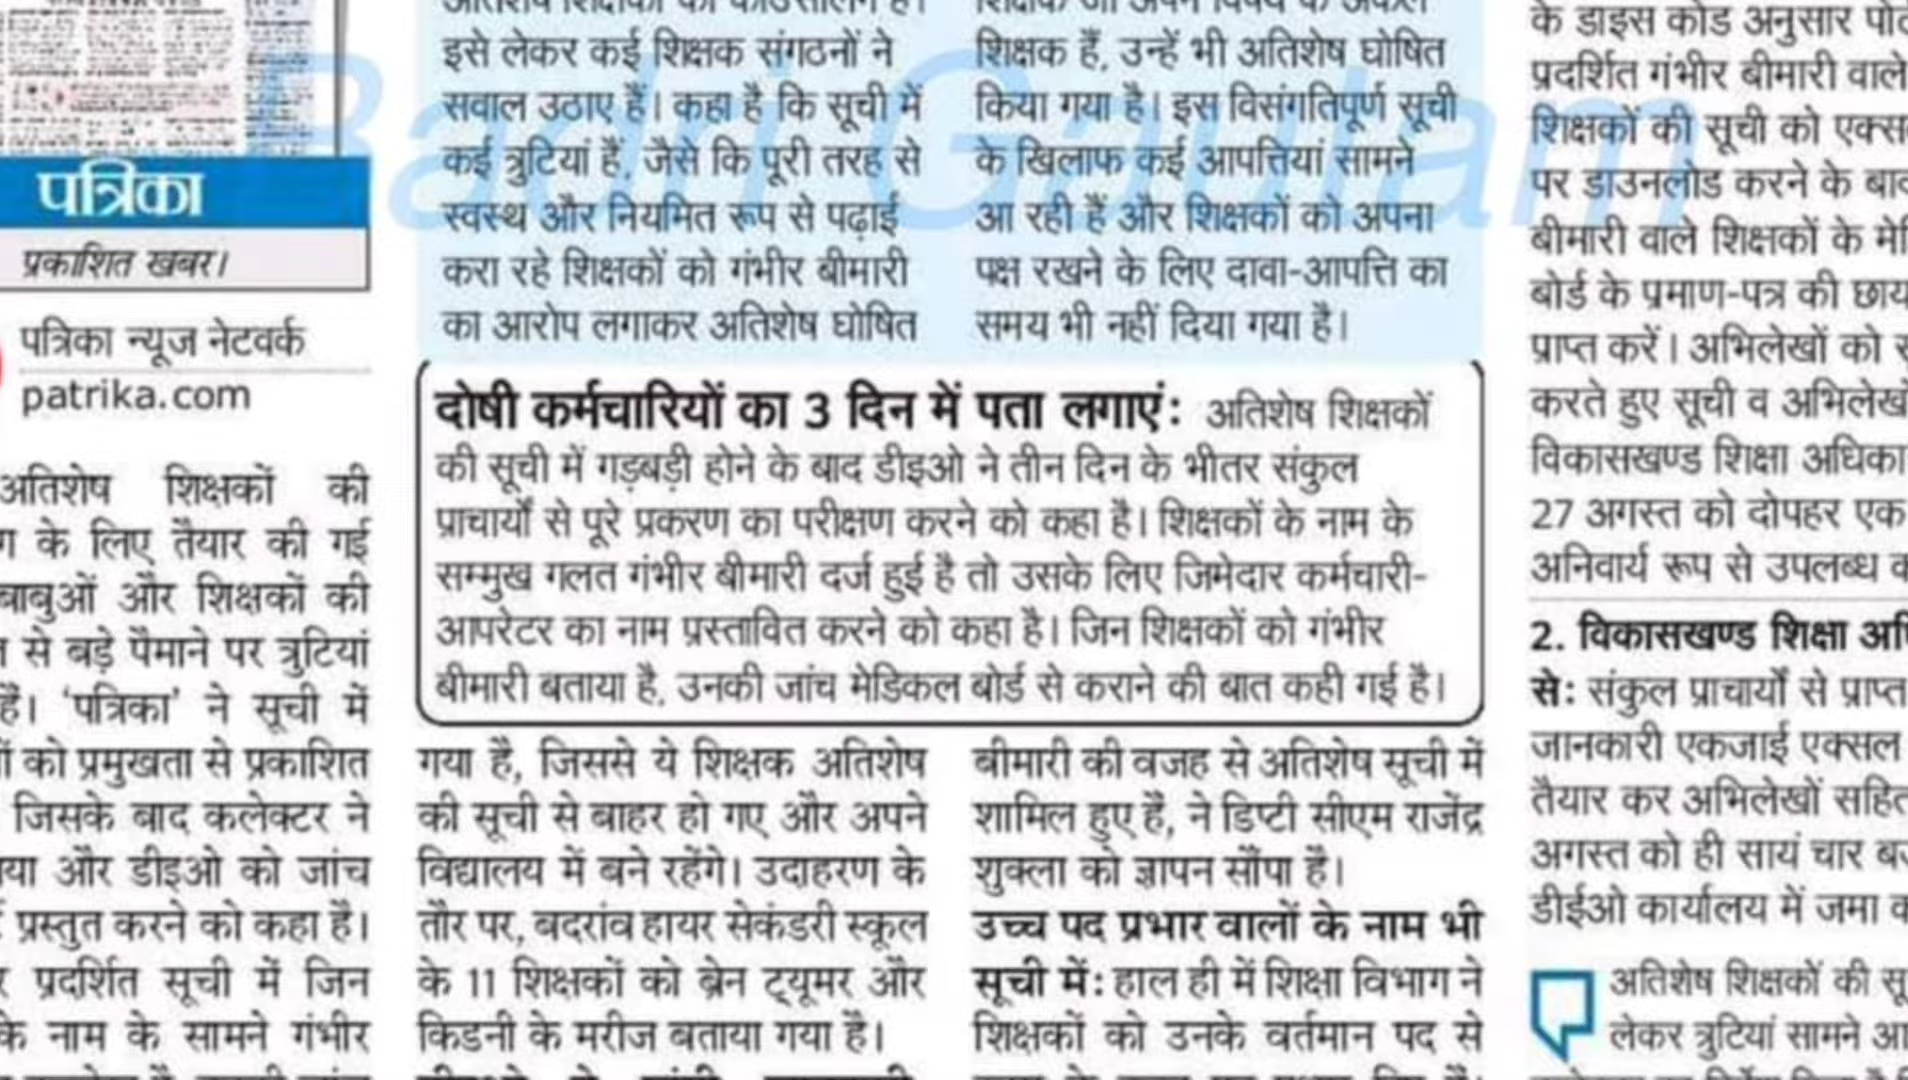 पत्रिका
प्रकाशित खबर।
पत्रिका न्यूज नेटवर्क
patrika.com
अतिशेष शिक्षकों की
के लिए तैयार की गई
बाबुओं और शिक्षकों की
से बड़े पैमाने पर त्रुटियां
है। 'पत्रिका' ने सूची में
को प्रमुखता से प्रकाशित
जिसके बाद कलेक्टर ने
और डीइओ को जांच
प्रस्तुत करने को कहा है।
प्रदर्शित सूची में जिन
के नाम के सामने गंभीर
इसे लेकर कई शिक्षक संगठनों ने
सवाल उठाए हैं। कहा है कि सूची में
कई त्रुटियां हैं, जैसे कि पूरी तरह से
स्वस्थ और नियमित रूप से पढ़ाई
करा रहे शिक्षकों को गंभीर बीमारी
का आरोप लगाकर अतिशेष घोषित
शिक्षक हैं, उन्हें भी अतिशेष घोषित
किया गया है। इस विसंगतिपूर्ण सूची
के खिलाफ कई आपत्तियां सामने
आ रही हैं और शिक्षकों को अपना
पक्ष रखने के लिए दावा-आपत्ति का
समय भी नहीं दिया गया है।
दोषी कर्मचारियों का 3 दिन में पता लगाएं: अतिशेष शिक्षकों
की सूची में गड़बड़ी होने के बाद डीइओ ने तीन दिन के भीतर संकुल
प्राचार्यों से पूरे प्रकरण का परीक्षण करने को कहा है। शिक्षकों के नाम के
सम्मुख गलत गंभीर बीमारी दर्ज हुई है तो उसके लिए जिमेदार कर्मचारी-
आपरेटर का नाम प्रस्तावित करने को कहा है। जिन शिक्षकों को गंभीर
बीमारी बताया है, उनकी जांच मेडिकल बोर्ड से कराने की बात कही गई है।
गया है, जिससे ये शिक्षक अतिशेष
की सूची से बाहर हो गए और अपने
विद्यालय में बने रहेंगे। उदाहरण के
तौर पर, बदरांव हायर सेकंडरी स्कूल
के 11 शिक्षकों को ब्रेन ट्यूमर और
किडनी के मरीज बताया गया है।
बीमारी की वजह से अतिशेष सूची में
शामिल हुए हैं, ने डिप्टी सीएम राजेंद्र
शुक्ला को ज्ञापन सौंपा है।
उच्च पद प्रभार वालों के नाम भी
सूची में: हाल ही में शिक्षा विभाग ने
शिक्षकों को उनके वर्तमान पद से
के डाइस कोड अनुसार
प्रदर्शित गंभीर बीमारी वाले
शिक्षकों की सूची को
पर डाउनलोड करने के बाद
बीमारी वाले शिक्षकों के
बोर्ड के प्रमाण-पत्र की
प्राप्त करें। अभिलेखों को
करते हुए सूची व अभिलेखों
विकासखण्ड शिक्षा
27 अगस्त को दोपहर एक
अनिवार्य रूप से उपलब्ध
2. विकासखण्ड शिक्षा
से: संकुल प्राचार्यों से प्राप्त
जानकारी एकजाई एक्सल
तैयार कर अभिलेखों सहित
अगस्त को ही सायं चार
डीईओ कार्यालय में जमा
अतिशेष शिक्षकों की
लेकर त्रुटियां सामने
Badri Gautam